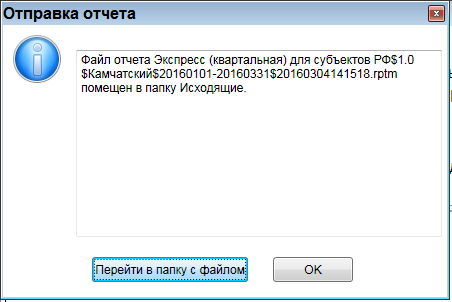 Отправка отчета
Файл отчета Экспресс (квартальная) для субъектов РФ$1.0
$Камчатский$20160101-20160331$20160304141518.rptm
помещен в папку Исходящие.
Перейти в папку с файлом
OK